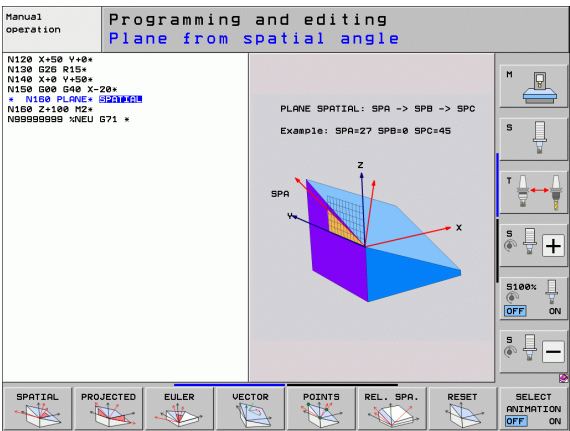 Manual
operation
Programming and editing
Plane from spatial angle
N120 X+50 Y+0*
N130 G26 R15*
N140 X+0 Y+50*
N150 G00 G40 X-20*
* N160 PLANE* SPATIAL
N180 Z+100 M2*
N99999999 %NEU G71 *
PLANE SPATIAL: SPA -> SPB -> SPC
Example: SPA=27 SPB=0 SPC=45
Z
SPA
Y
X
M
S
T
S
S100%
OFF ON
S
SPATIAL PROJECTED EULER VECTOR POINTS REL. SPA. RESET SELECT
ANIMATION
OFF ON